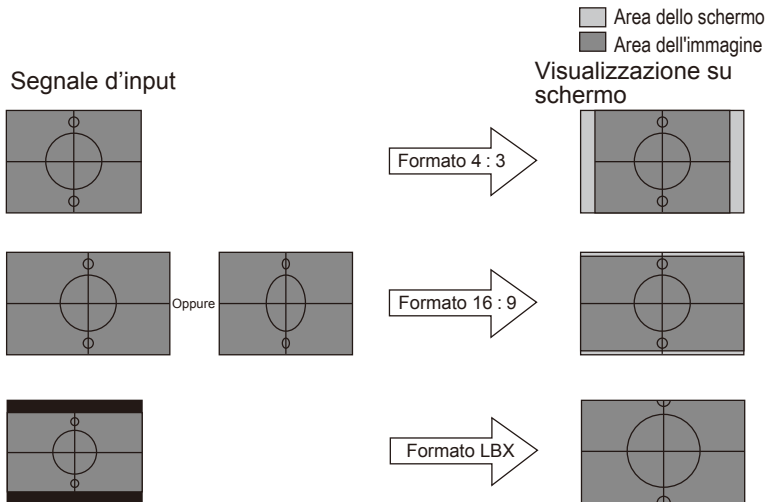 Area dello schermo
Area dell'immagine
Segnale d’input
Visualizzazione su
schermo
Formato 4 : 3
Oppure
Formato 16 : 9
Formato LBX